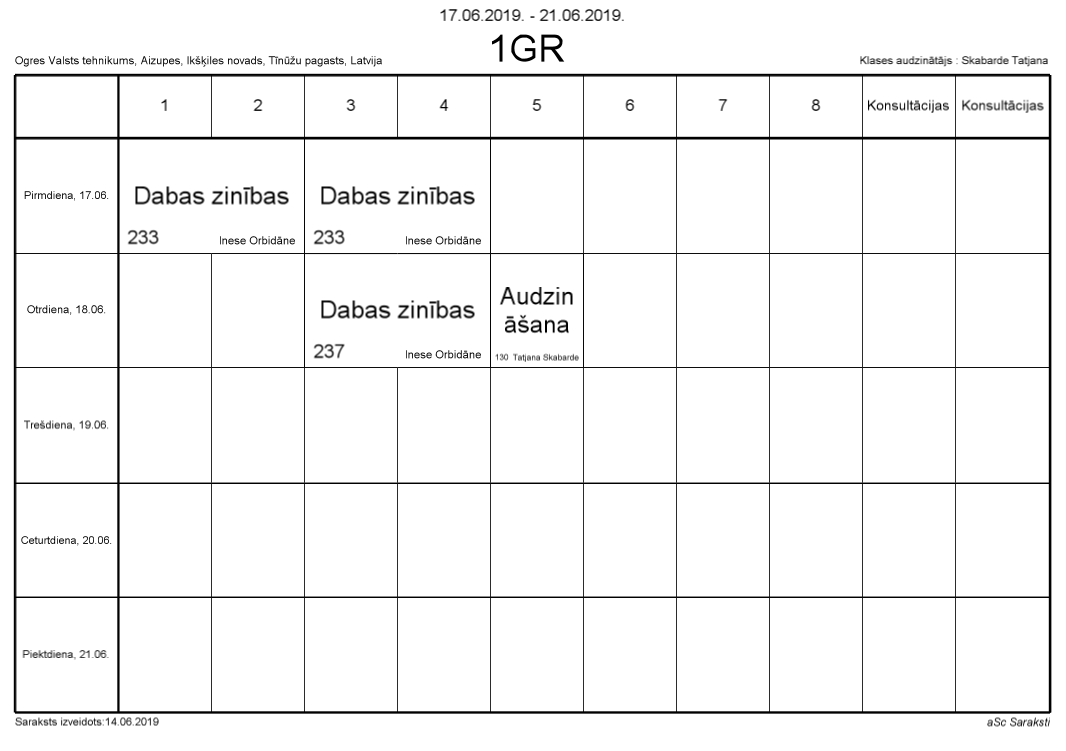 17.06.2019. - 21.06.2019.
1GR
Ogres Valsts tehnikums, Aizupes, Ikšķiles novads, Tīnūžu pagasts, Latvija
Klases audzinātājs : Skabarde Tatjana
1 2 3 4 5 6 7 8 Konsultācijas Konsultācijas
Pirmdiena, 17.06.
Dabas zinības
233 Inese Orbidāne
Dabas zinības
233 Inese Orbidāne
Otrdiena, 18.06.
Dabas zinības
237 Inese Orbidāne
Audzin
āšana
130 Tatjana Skabarde
Trešdiena, 19.06.
Ceturtdiena, 20.06.
Piektdiena, 21.06.
Saraksts izveidots:14.06.2019
aSc Saraksti